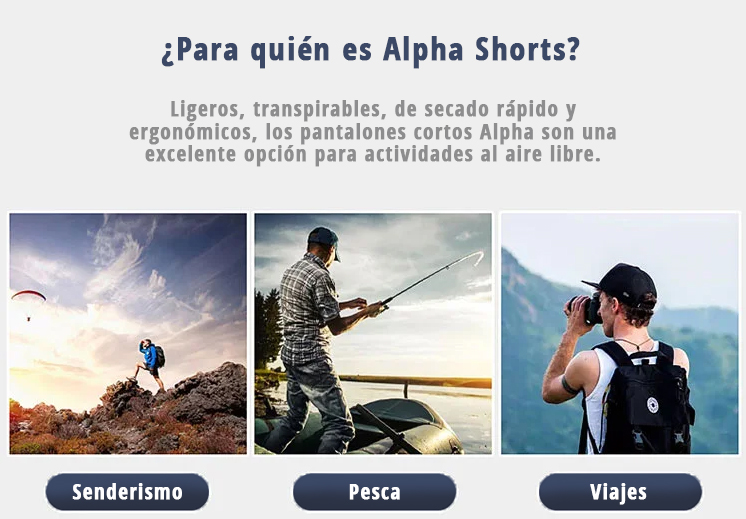 ¿Para quién es Alpha Shorts?
Ligeros, transpirables, de secado rápido y
ergonómicos, los pantalones cortos Alpha son una
excelente opción para actividades al aire libre.
Senderismo
Pesca
Viajes